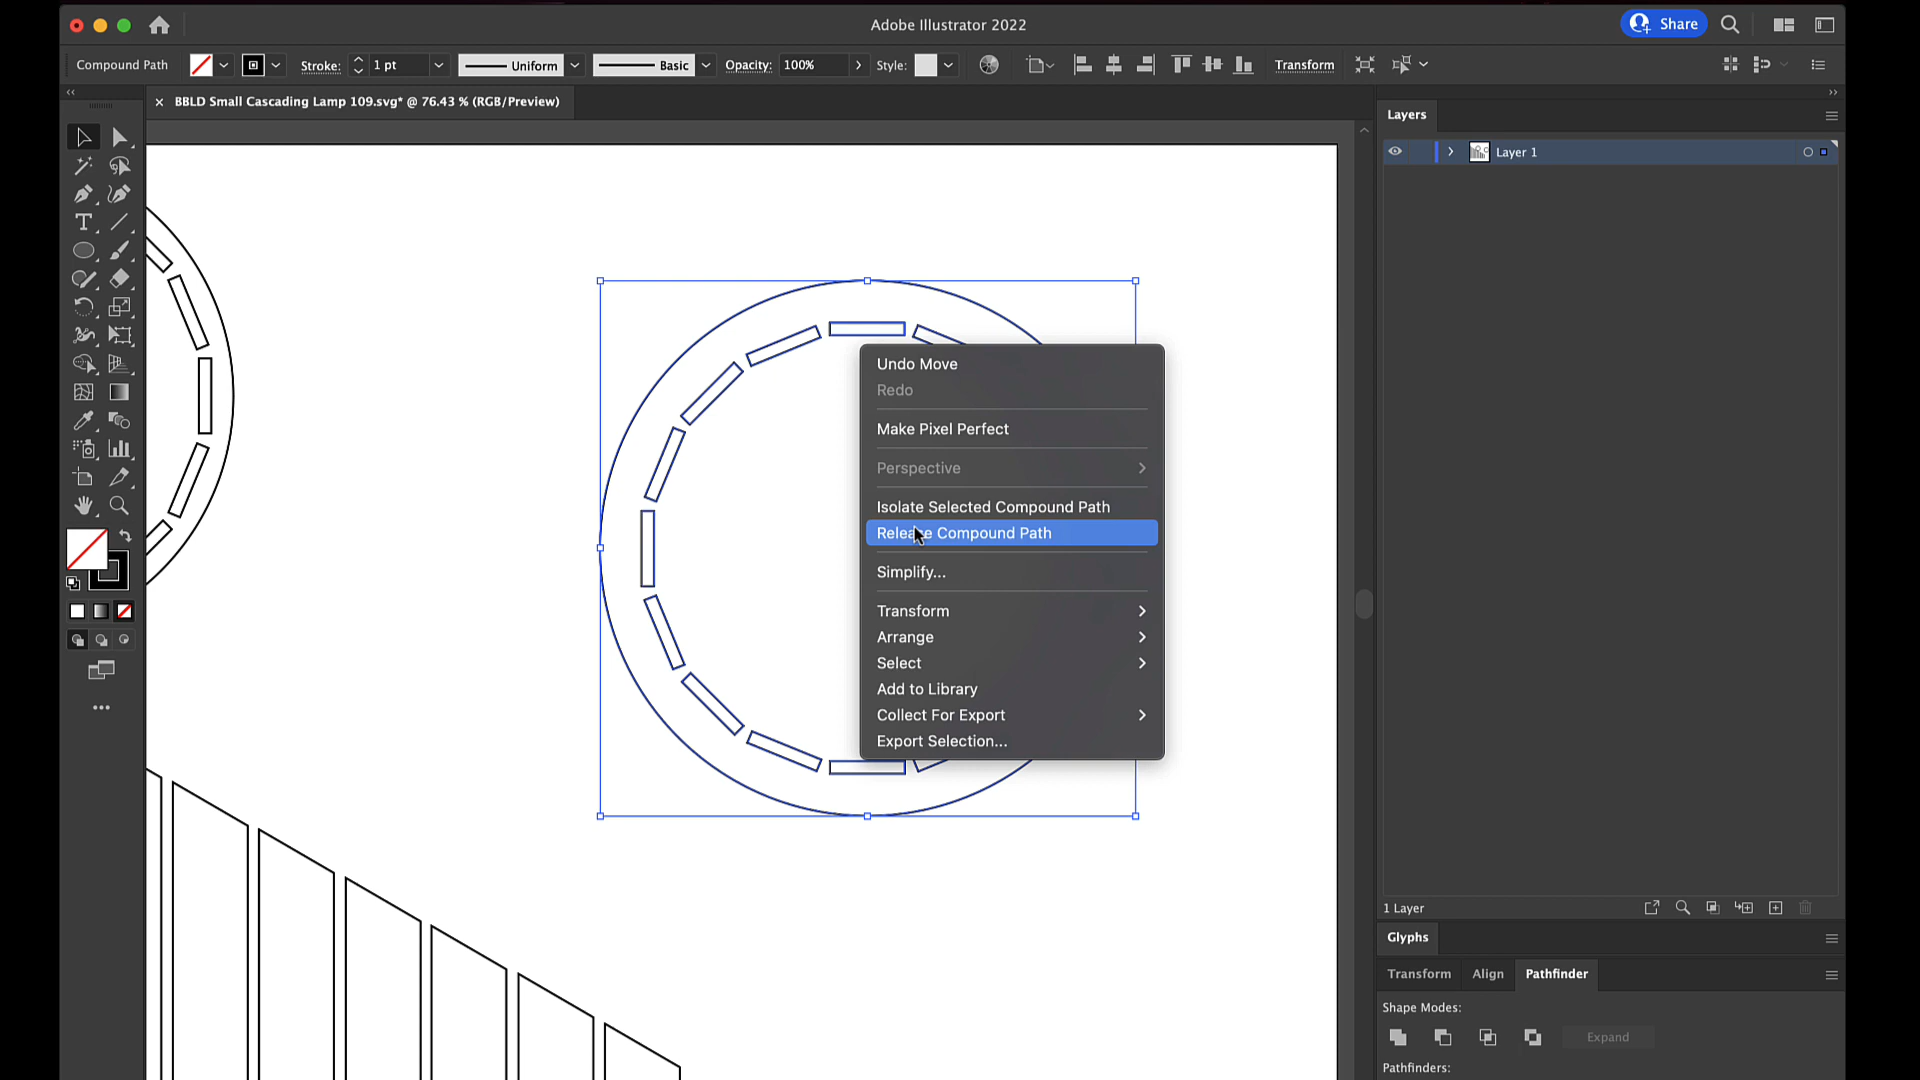 Adobe Illustrator 2022
Share
Compound Path
Stroke:
1 pt
Uniform
Basic
Opacity:
100%
Style:
Transform
BBLD Small Cascading Lamp 109.svg* @ 76.43 % (RGB/Preview)
Layers
Layer 1
Undo Move
Redo
Make Pixel Perfect
Perspective
Isolate Selected Compound Path
Release Compound Path
Simplify...
Transform
Arrange
Select
Add to Library
Collect For Export
Export Selection...
1 Layer
Glyphs
Transform
Align
Pathfinder
Shape Modes:
Expand
Pathfinders: